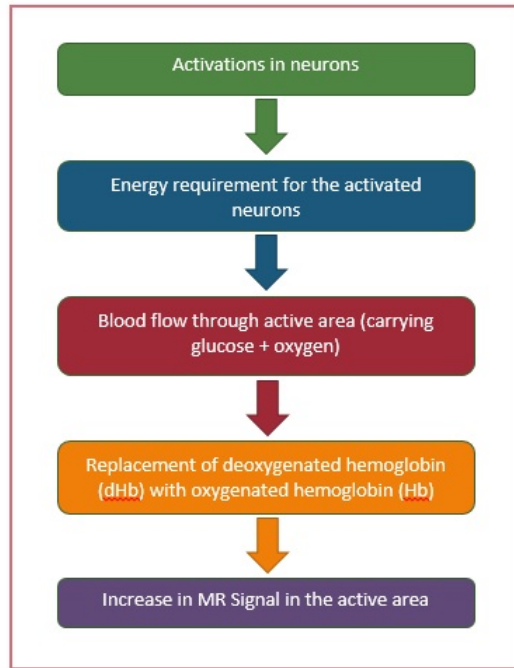 Activations in neurons
Energy requirement for the activated
neurons
Blood flow through active area (carrying
glucose + oxygen)
Replacement of deoxygenated hemoglobin
(dHb) with oxygenated hemoglobin (Hb)
Increase in MR Signal in the active area